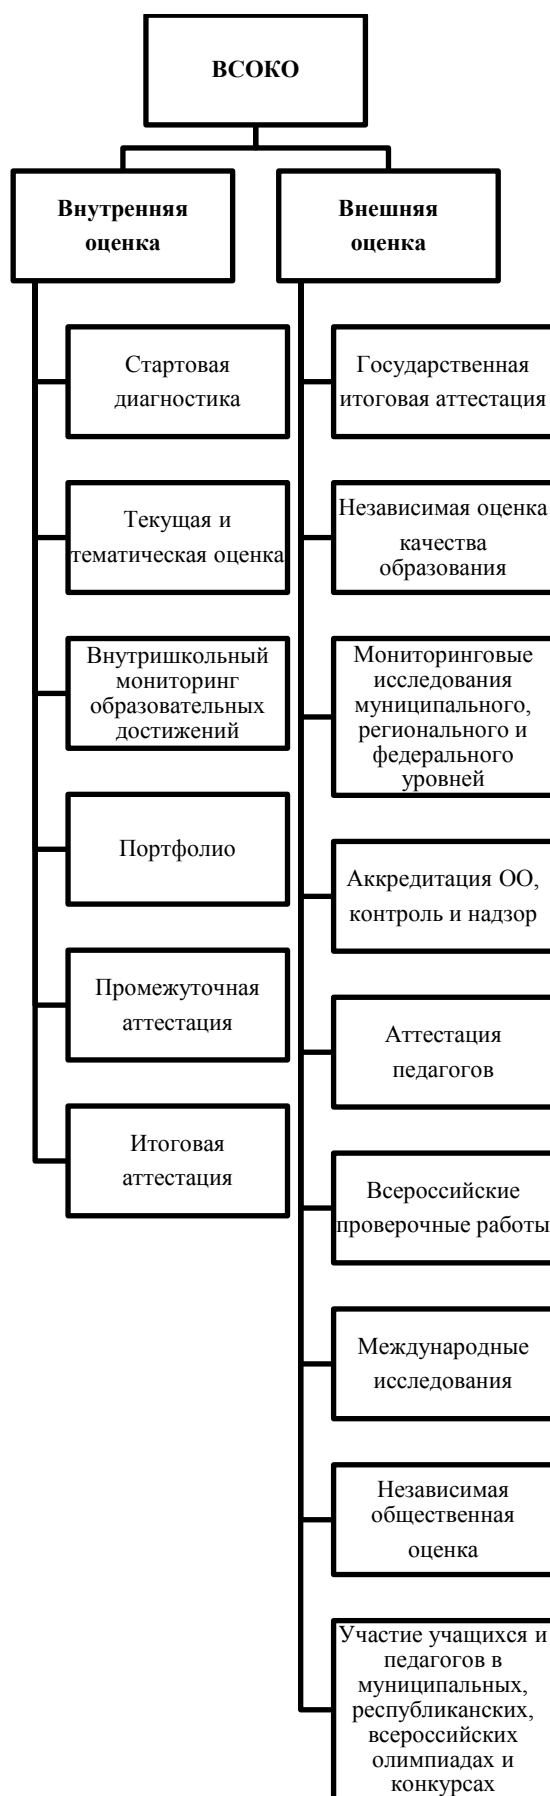 ВСОКО
Внутренняя
оценка
Стартовая
диагностика
Текущая и
тематическая оценка
Внутришкольный
мониторинг
образовательных
достижений
Портфолио
Промежуточная
аттестация
Итоговая
аттестация
Внешняя
оценка
Государственная
итоговая аттестация
Независимая оценка
качества
образования
Мониторинговые
исследования
муниципального,
регионального и
федерального
уровней
Аккредитация ОО,
контроль и надзор
Аттестация
педагогов
Всероссийские
проверочные работы
Международные
исследования
Независимая
общественная
оценка
Участие учащихся и
педагогов в
муниципальных,
республиканских,
всероссийских
олимпиадах и
конкурсах